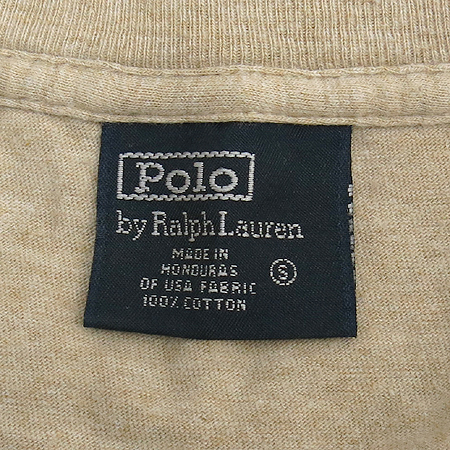 Polo
by Ralph Lauren
MADE IN
HONDURAS
OF USA FABRIC
100% COTTON
S